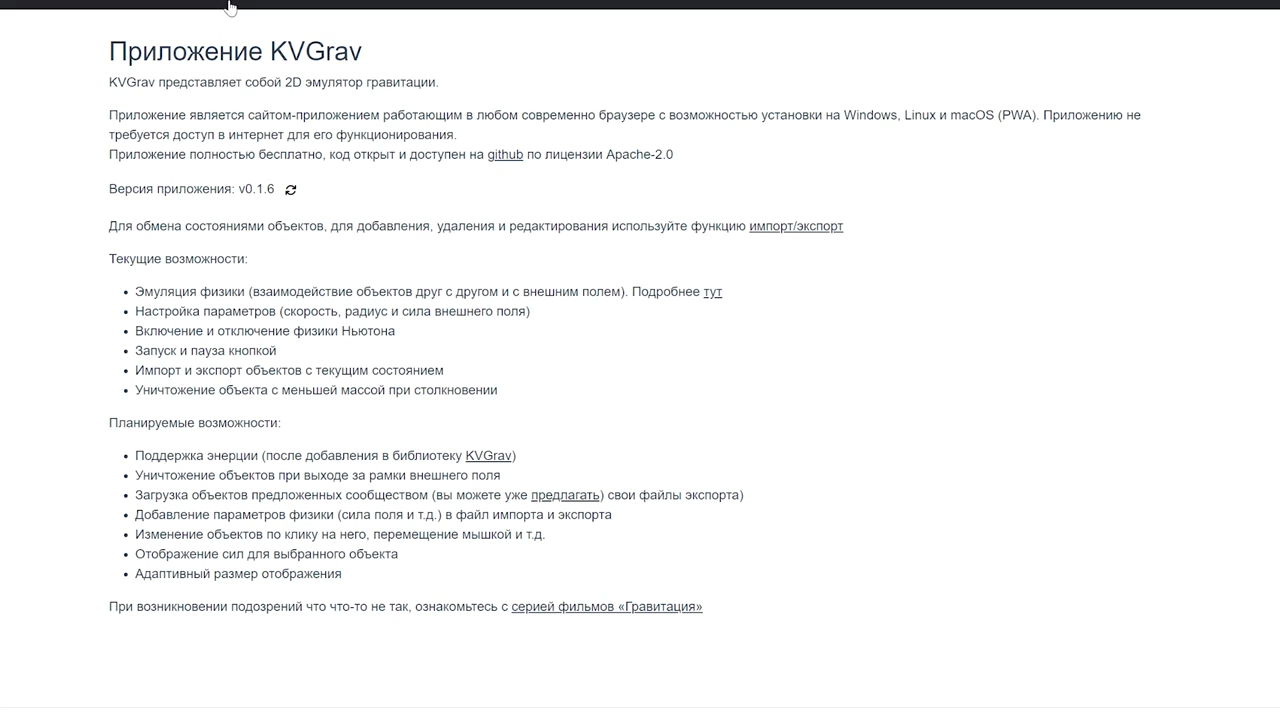 Приложение KVGrav
KVGrav представляет собой 2D эмулятор гравитации.
Приложение является сайтом-приложением работающим в любом современно браузере с возможностью установки на Windows, Linux и macOS (PWA). Приложению не
требуется доступ в интернет для его функционирования.
Приложение полностью бесплатно, код открыт и доступен на github по лицензии Apache-2.0
Версия приложения: v0.1.6
Для обмена состояниями объектов, для добавления, удаления и редактирования используйте функцию импорт/экспорт
Текущие возможности:
• Эмуляция физики (взаимодействие объектов друг с другом и с внешним полем). Подробнее тут
• Настройка параметров (скорость, радиус и сила внешнего поля)
• Включение и отключение физики Ньютона
• Запуск и пауза кнопкой
• Импорт и экспорт объектов с текущим состоянием
• Уничтожение объекта с меньшей массой при столкновении
Планируемые возможности:
• Поддержка энерции (после добавления в библиотеку KVGrav)
• Уничтожение объектов при выходе за рамки внешнего поля
• Загрузка объектов предложенных сообществом (вы можете уже предлагать) свои файлы экспорта)
• Добавление параметров физики (сила поля и т.д.) в файл импорта и экспорта
• Изменение объектов по клику на него, перемещение мышкой и т.д.
• Отображение сил для выбранного объекта
• Адаптивный размер отображения
При возникновении подозрений что что-то не так, ознакомьтесь с серией фильмов «Гравитация»